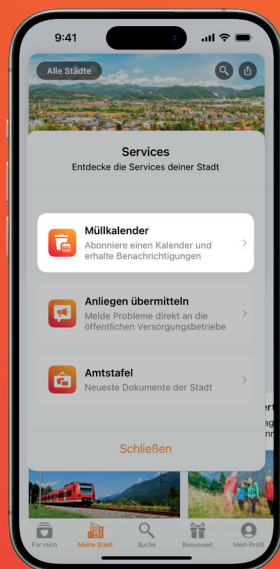 9:41
Alle Städte
Services
Entdecke die Services deiner Stadt
Müllkalender
Abonniere einen Kalender und
erhalte Benachrichtigungen
Anliegen übermitteln
Melde Probleme direkt an die
öffentlichen Versorgungsbetriebe
Amtstafel
Neueste Dokumente der Stadt
Schließen
Für mich
Meine Stadt
Suche
Bonuswelt
Mein Profil